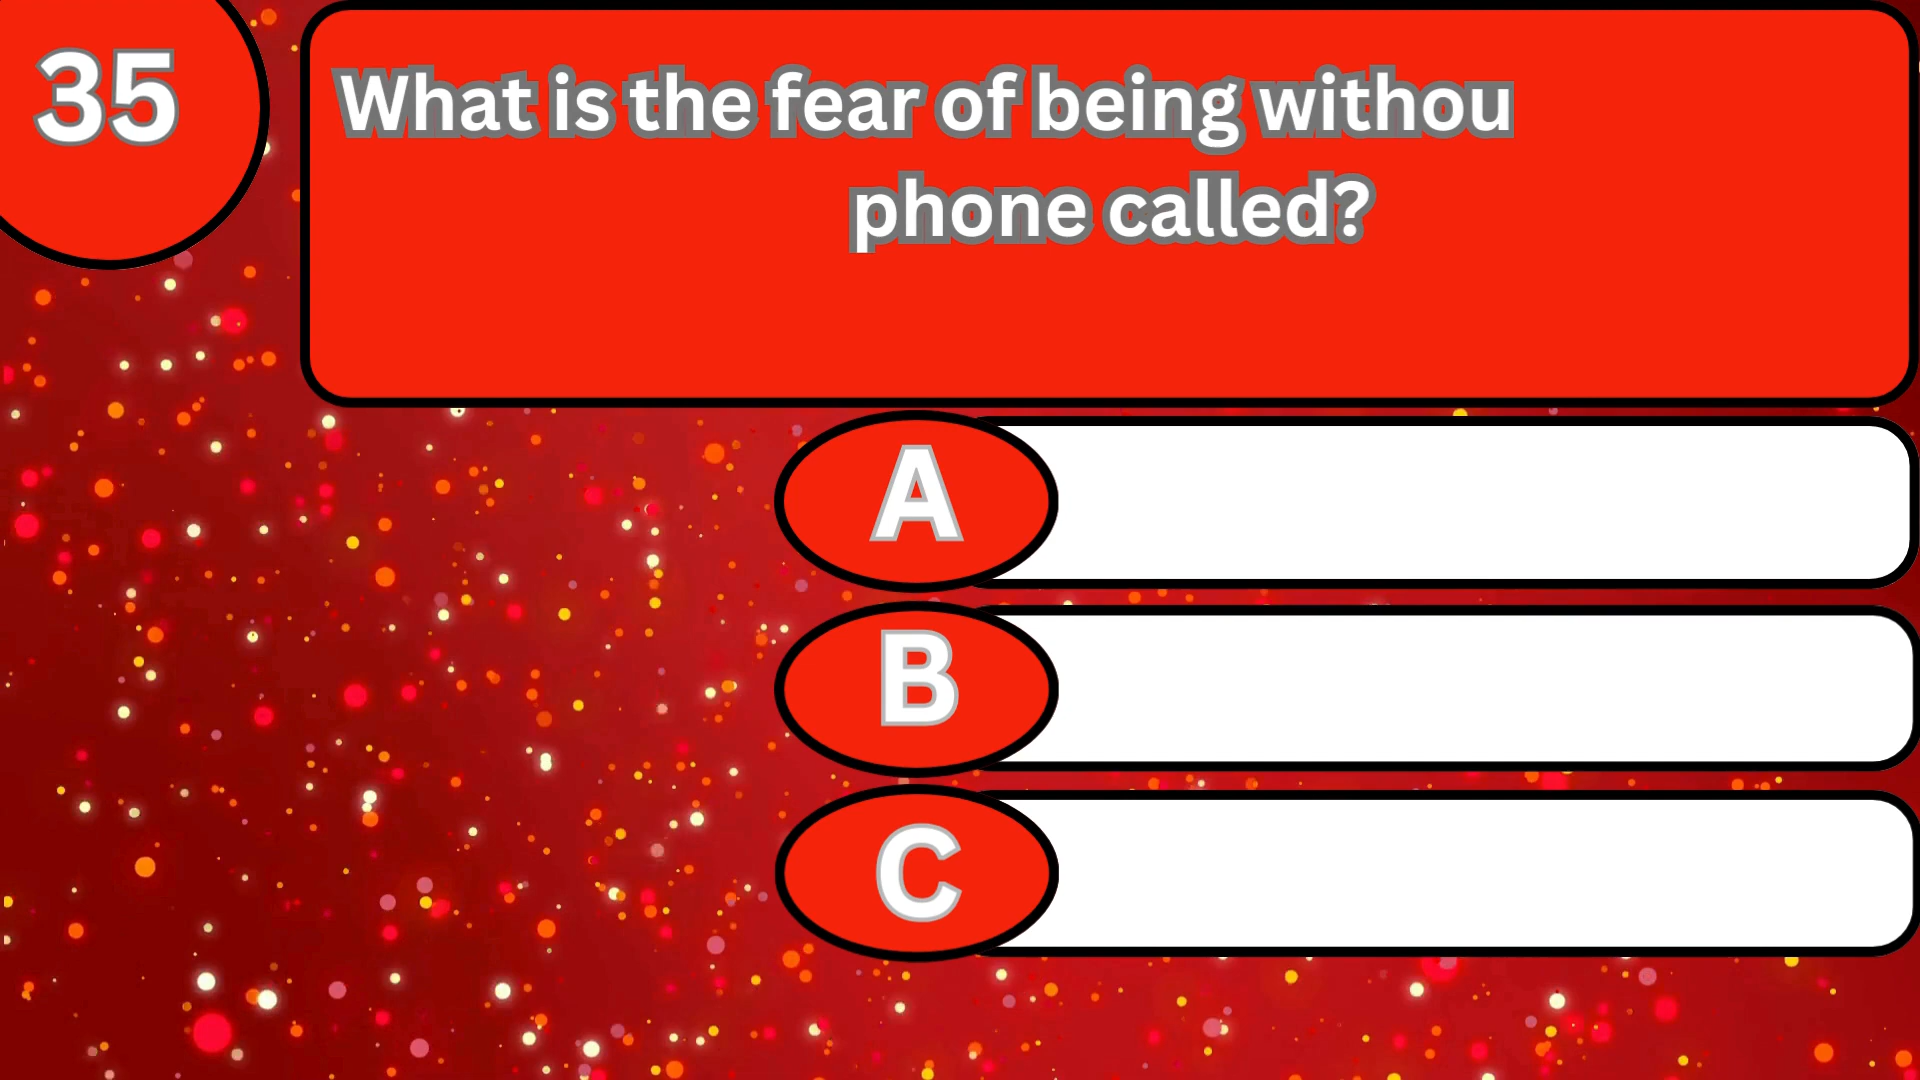 35
What is the fear of being withou
phone called?
A
B
C